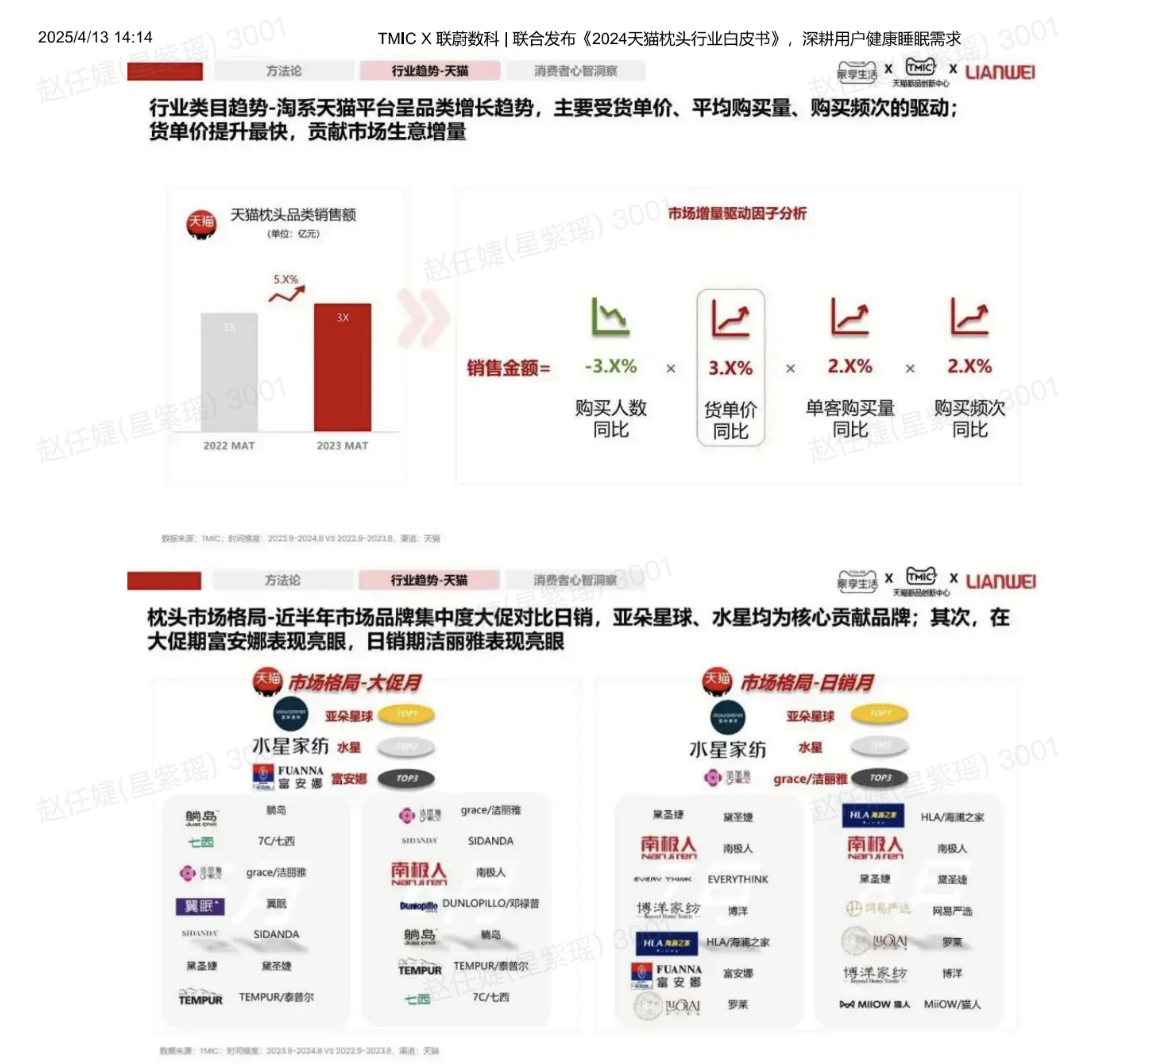 2025/4/13 14:14
TMIC X 联蔚数科 | 联合发布《2024天猫枕头行业白皮书》，深耕用户健康睡眠需求
方法论 行业趋势-天猫 消费者心智洞察
家享生活 X TMIC 天猫新品创新中心 X LIANWEI
行业类目趋势-淘系天猫平台呈品类增长趋势，主要受货单价、平均购买量、购买频次的驱动；
货单价提升最快，贡献市场生意增量
天猫
天猫枕头品类销售额
(单位：亿元)
5.X%
3X
2022 MAT 2023 MAT
市场增量驱动因子分析
销售金额= -3.X% × 3.X% × 2.X% × 2.X%
购买人数 货单价 单客购买量 购买频次
同比 同比 同比 同比
数据来源：TMIC；时间维度：2023.9-2024.8 VS 2022.9-2023.8，渠道：天猫
方法论 行业趋势-天猫 消费者心智洞察
家享生活 X TMIC 天猫新品创新中心 X LIANWEI
枕头市场格局-近半年市场品牌集中度大促对比日销，亚朵星球、水星均为核心贡献品牌；其次，在
大促期富安娜表现亮眼，日销期洁丽雅表现亮眼
天猫 市场格局-大促月
亚朵星球 TOP1
水星家纺 水星 TOP2
FUANNA 富安娜 富安娜 TOP3
躺岛 躺岛
七西 7C/七西
洁丽雅 grace/洁丽雅
翼眠 翼眠
SIDANDA SIDANDA
黛圣婕 黛圣婕
TEMPUR TEMPUR/泰普尔
洁丽雅 grace/洁丽雅
SIDANDA SIDANDA
南极人 Nanjiren 南极人
Dunlopillo DUNLOPILLO/邓禄普
躺岛 躺岛
TEMPUR TEMPUR/泰普尔
七西 7C/七西
天猫 市场格局-日销月
亚朵星球 TOP1
水星家纺 水星 TOP2
洁丽雅 grace/洁丽雅 TOP3
黛圣婕 黛圣婕
南极人 Nanjiren 南极人
EVERY THINK EVERYTHINK
博洋家纺 Beyond Home Textile 博洋
HLA 海澜之家 HLA/海澜之家
FUANNA 富安娜 富安娜
LUOLAI 罗莱
HLA 海澜之家 HLA/海澜之家
南极人 Nanjiren 南极人
黛圣婕 黛圣婕
网易严选 网易严选
LUOLAI 罗莱
博洋家纺 Beyond Home Textile 博洋
MIIOW 猫人 MiiOW/猫人
数据来源：TMIC；时间维度：2023.9-2024.8 VS 2022.9-2023.8，渠道：天猫
赵任婕(星紫瑶) 3001